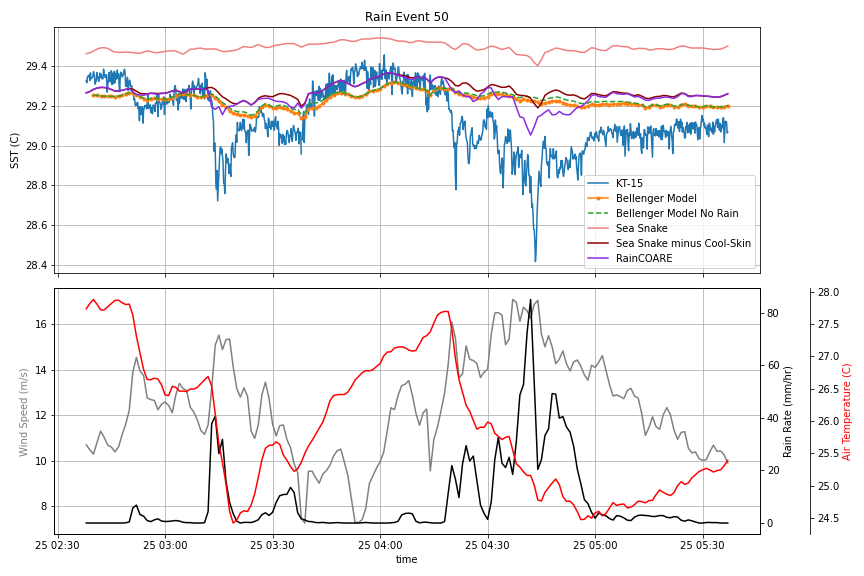 Rain Event 50
SST (C)
29.4
29.2
29.0
28.8
28.6
28.4
KT-15
Bellenger Model
Bellenger Model No Rain
Sea Snake
Sea Snake minus Cool-Skin
RainCOARE
Wind Speed (m/s)
16
14
12
10
8
80
60
40
20
0
Rain Rate (mm/hr)
28.0
27.5
27.0
26.5
26.0
25.5
25.0
24.5
Air Temperature (C)
25 02:30 25 03:00 25 03:30 25 04:00 25 04:30 25 05:00 25 05:30
time